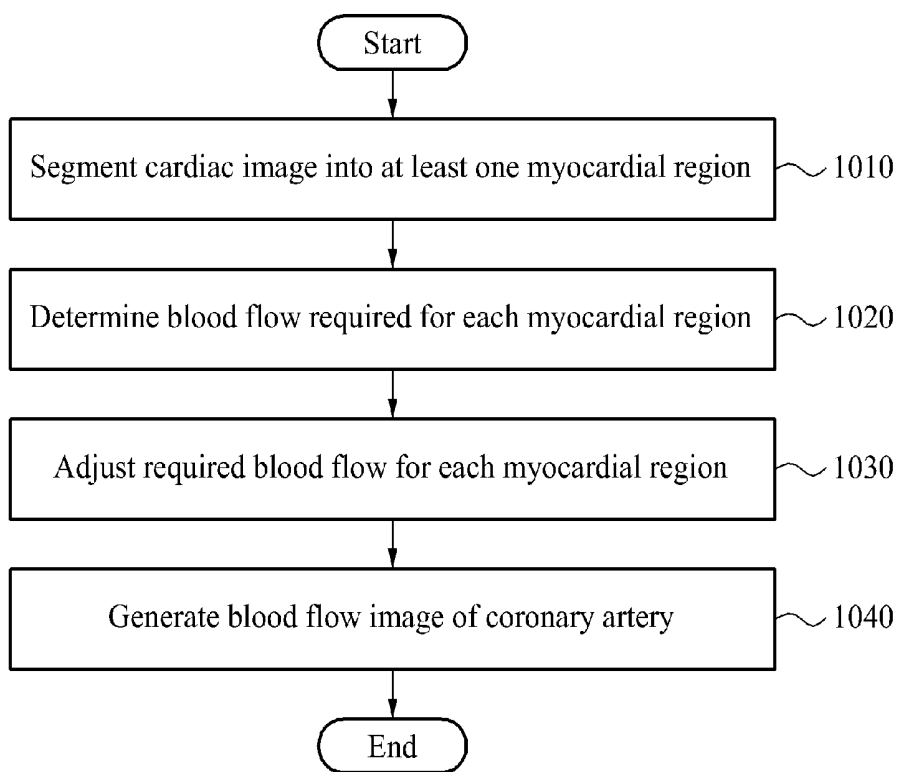 Start
Segment cardiac image into at least one myocardial region
1010
Determine blood flow required for each myocardial region
1020
Adjust required blood flow for each myocardial region
1030
Generate blood flow image of coronary artery
1040
End